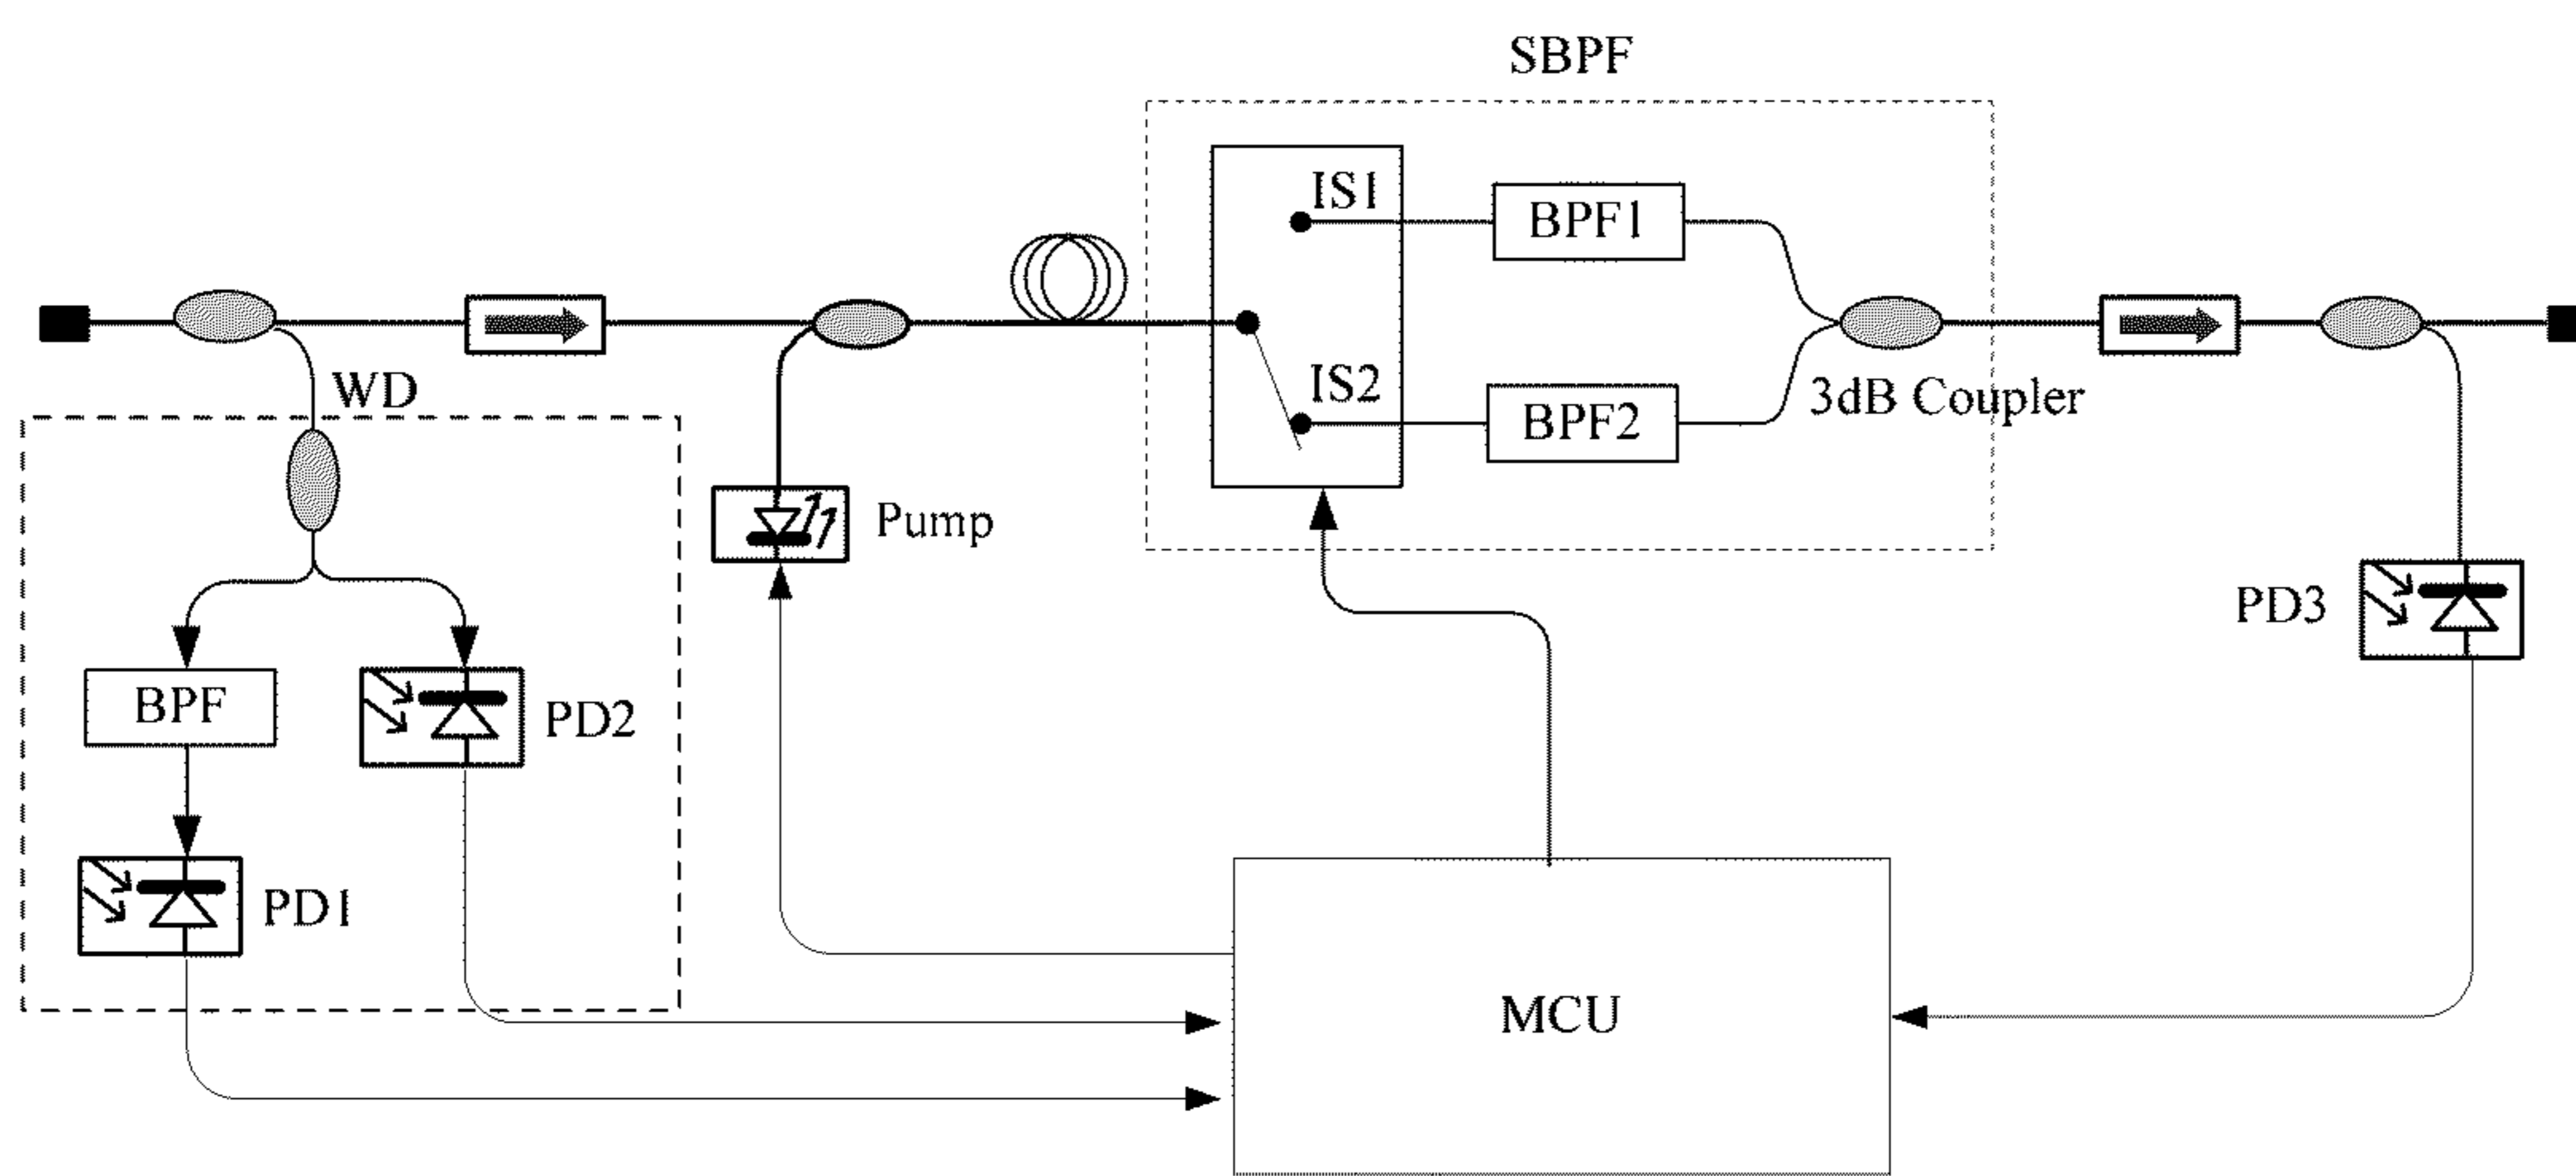 SBPF
IS1
BPF1
WD
IS2
BPF2
3dB Coupler
Pump
PD3
BPF
PD2
PD1
MCU